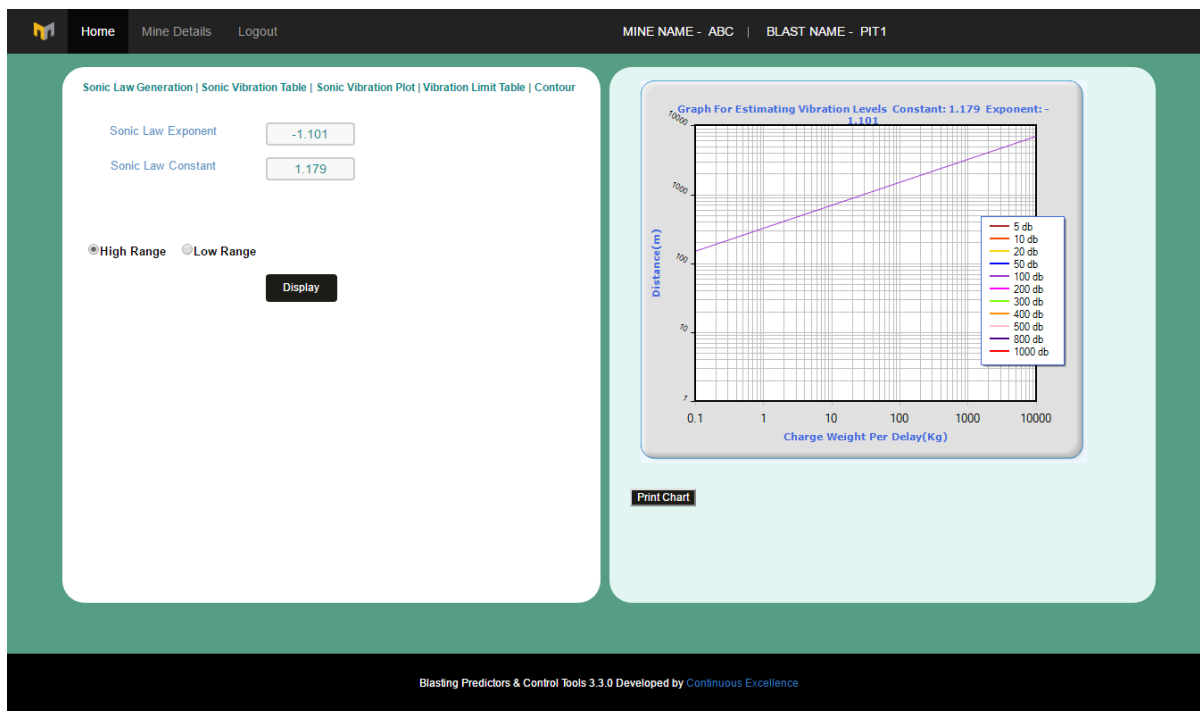 Home Mine Details Logout MINE NAME - ABC | BLAST NAME - PIT1
Sonic Law Generation | Sonic Vibration Table | Sonic Vibration Plot | Vibration Limit Table | Contour
Sonic Law Exponent -1.101
Sonic Law Constant 1.179
High Range Low Range
Display
Graph For Estimating Vibration Levels Constant: 1.179 Exponent: -
1.101
10000
1000
100
10
1
Distance(m)
5 db
10 db
20 db
50 db
100 db
200 db
300 db
400 db
500 db
800 db
1000 db
0.1 1 10 100 1000 10000
Charge Weight Per Delay(Kg)
Print Chart
Blasting Predictors & Control Tools 3.3.0 Developed by Continuous Excellence